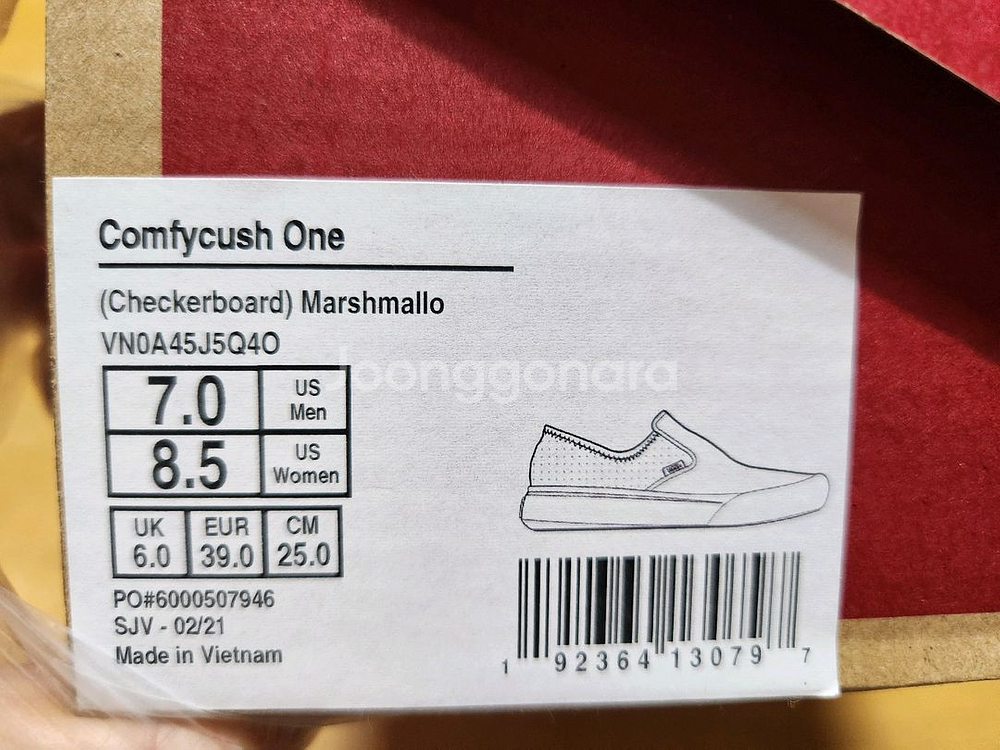 Comfycush One
(Checkerboard) Marshmallo
VN0A45J5Q4O
Joonggonara
7.0 US Men
8.5 US Women
UK EUR CM
6.0 39.0 25.0
PO#6000507946
SJV - 02/21
Made in Vietnam
1 92364 13079 7